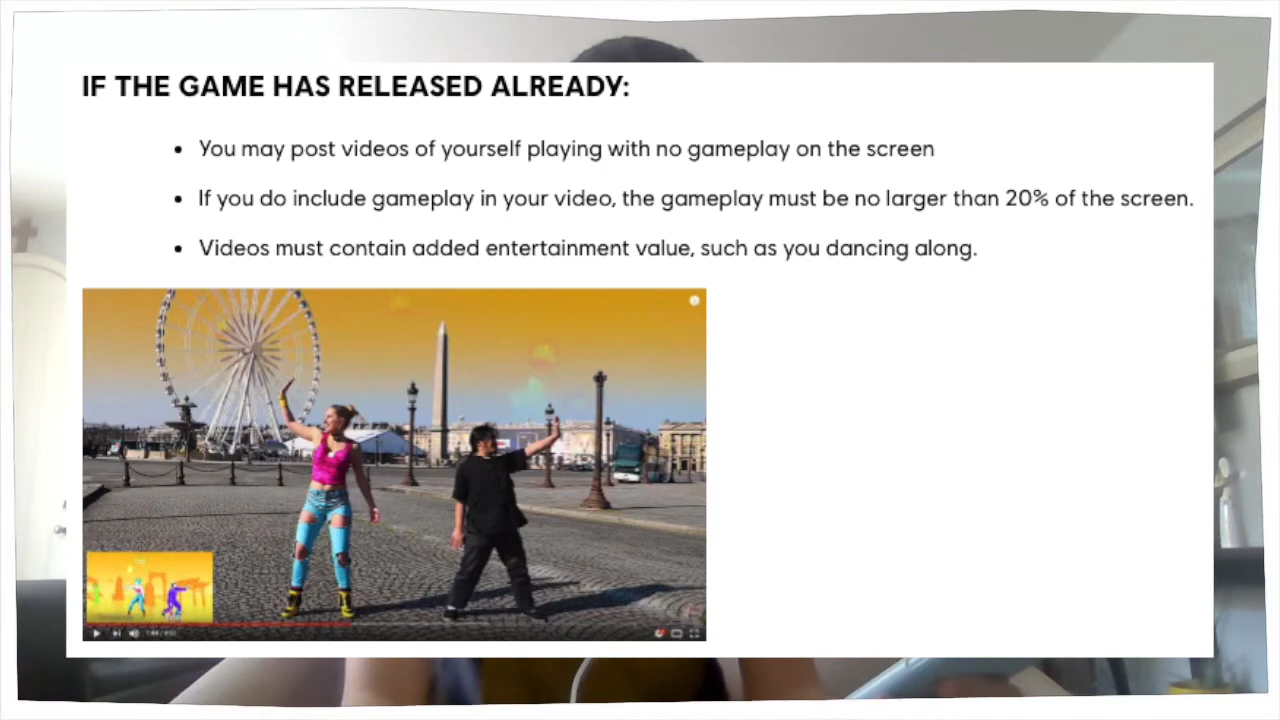 IF THE GAME HAS RELEASED ALREADY:
• You may post videos of yourself playing with no gameplay on the screen
• If you do include gameplay in your video, the gameplay must be no larger than 20% of the screen.
• Videos must contain added entertainment value, such as you dancing along.